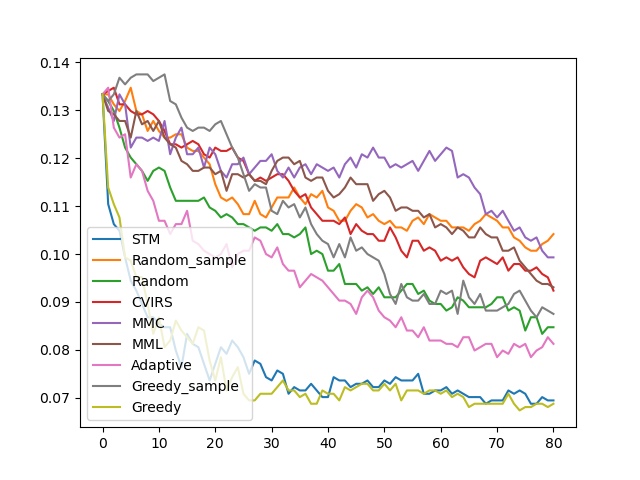 0.14
0.13
0.12
0.11
0.10
0.09
0.08
0.07
STM
Random_sample
Random
CVIRS
MMC
MML
Adaptive
Greedy_sample
Greedy
0 10 20 30 40 50 60 70 80